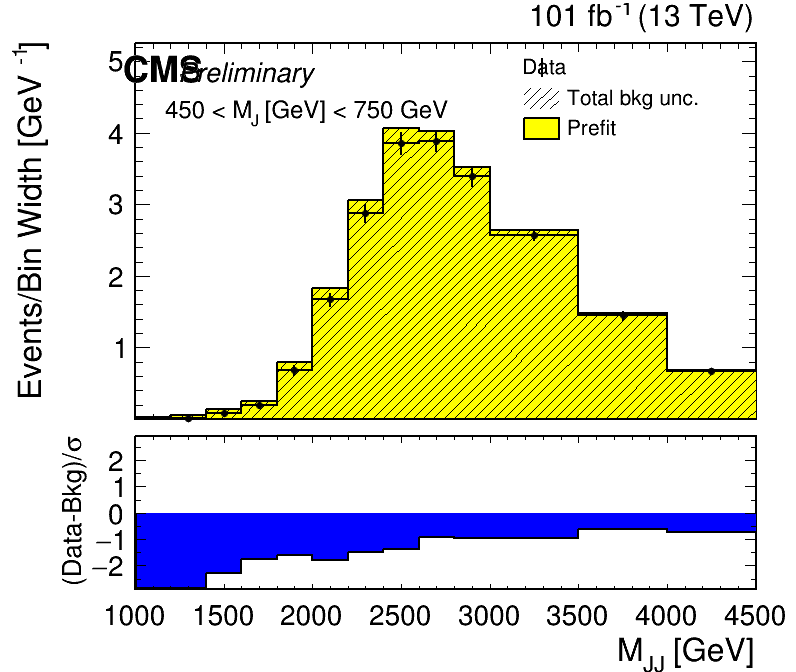 101 fb-1 (13 TeV)
CMS Preliminary
450 < MJ [GeV] < 750 GeV
Data
Total bkg unc.
Prefit
Events/Bin Width [GeV-1]
5
4
3
2
1
(Data-Bkg)/σ
2
1
0
−1
−2
1000 1500 2000 2500 3000 3500 4000 4500
MJJ [GeV]